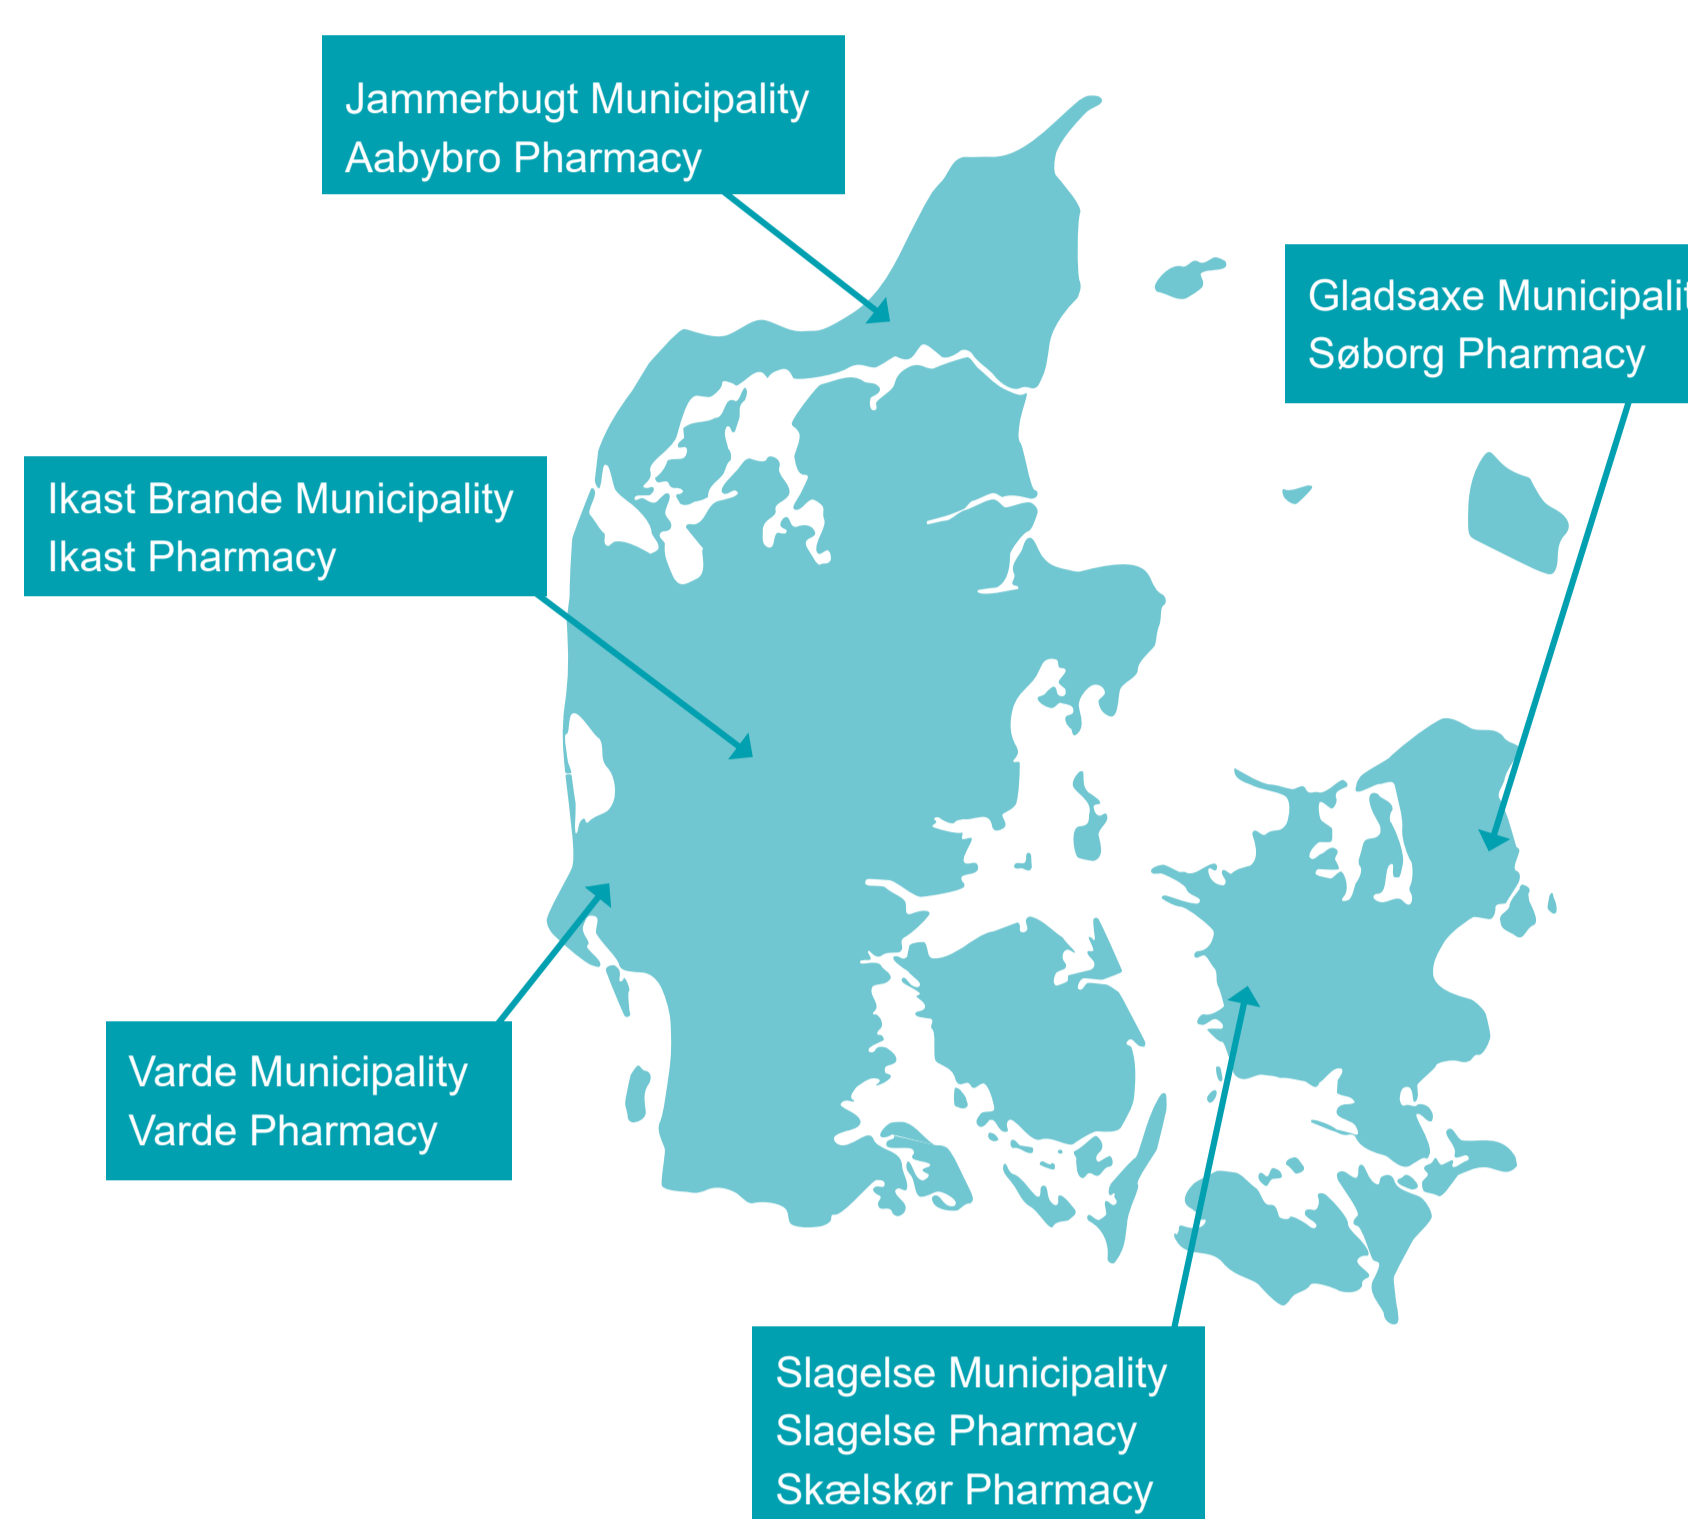 Jammerbugt Municipality
Aabybro Pharmacy
Gladsaxe Municipalit
Søborg Pharmacy
Ikast Brande Municipality
Ikast Pharmacy
Varde Municipality
Varde Pharmacy
Slagelse Municipality
Slagelse Pharmacy
Skælskør Pharmacy